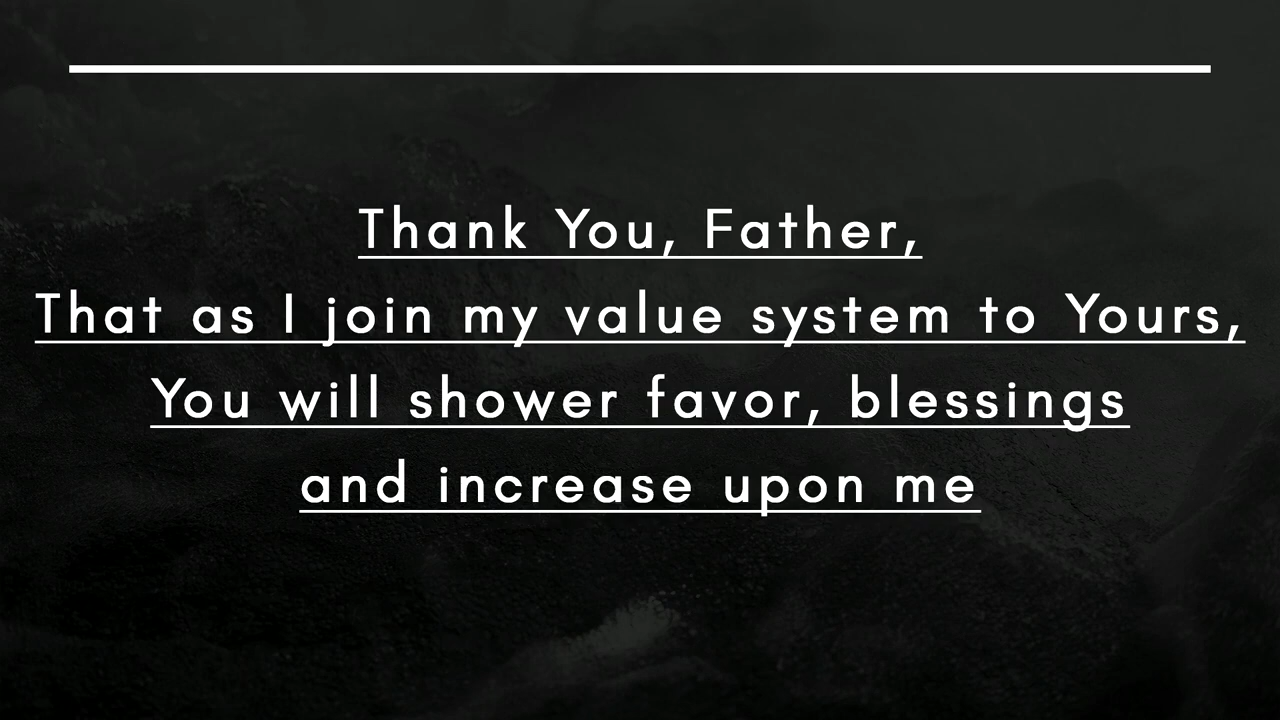 Thank You, Father,
That as I join my value system to Yours,
You will shower favor, blessings
and increase upon me